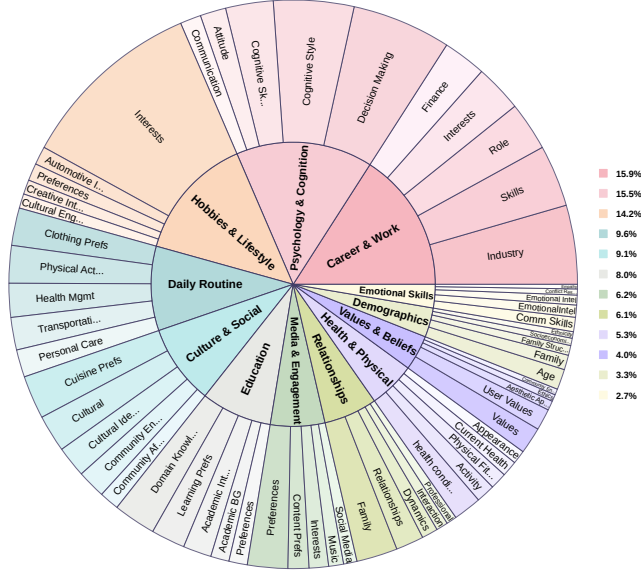 Communication
Attitude
Cognitive Sk...
Cognitive Style
Decision Making
Finance
Interests
Role
Skills
Industry
Interests
Automotive I...
Preferences
Creative Int...
Cultural Eng...
Clothing Prefs
Physical Act...
Health Mgmt
Transportati...
Personal Care
Cuisine Prefs
Cultural
Cultural Ide...
Community En...
Community Af...
Domain Knowl...
Learning Prefs
Academic Int...
Academic BG
Preferences
Preferences
Content Prefs
Interests
Music
Social Media
Family
Relationships
Dynamics
Interaction
Professional
health condi...
Activity
Physical Fit...
Current Health
Appearance
Values
User Values
Aesthetic Ap...
Age
Family
Family Struc...
Comm Skills
EmotionalIntel
Emotional Intel
Psychology & Cognition
Career & Work
Hobbies & Lifestyle
Daily Routine
Culture & Social
Education
Media & Engagement
Relationships
Health & Physical
Values & Beliefs
Demographics
Emotional Skills
15.9%
15.5%
14.2%
9.6%
9.1%
8.0%
6.2%
6.1%
5.3%
4.0%
3.3%
2.7%